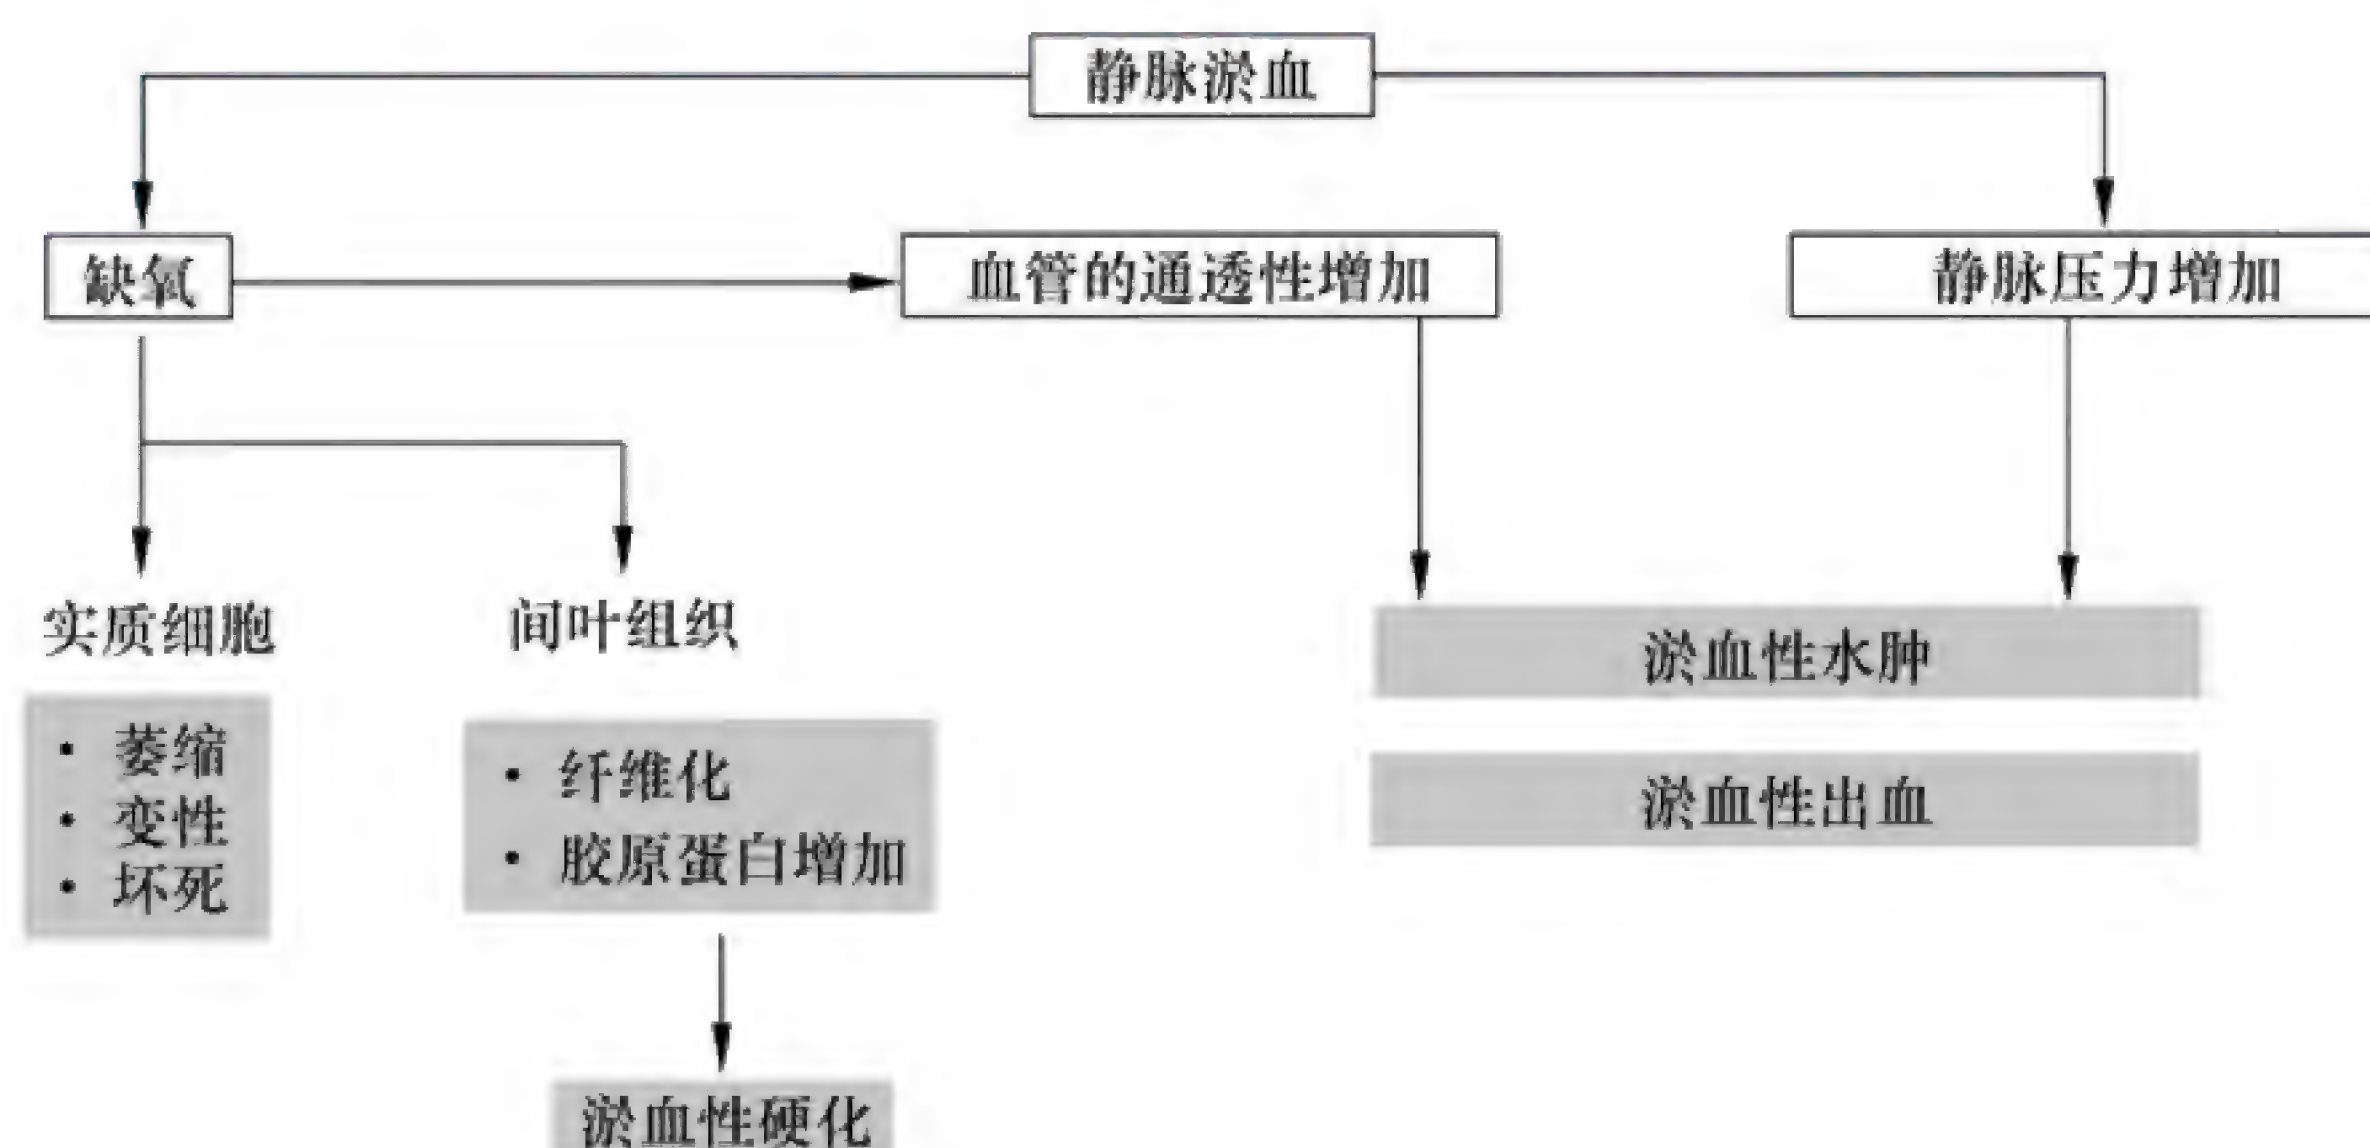 静脉淤血
缺氧
血管的通透性增加
静脉压力增加
实质细胞
间叶组织
淤血性水肿
• 萎缩
• 变性
• 坏死
• 纤维化
• 胶原蛋白增加
淤血性出血
淤血性硬化